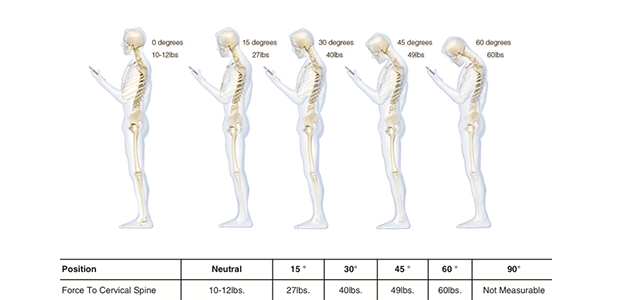 0 degrees
10-12lbs
15 degrees
27lbs
30 degrees
40lbs
45 degrees
49lbs
60 degrees
60lbs
Position Neutral 15 ° 30° 45 ° 60 ° 90°
Force To Cervical Spine 10-12lbs. 27lbs. 40lbs. 49lbs. 60lbs. Not Measurable